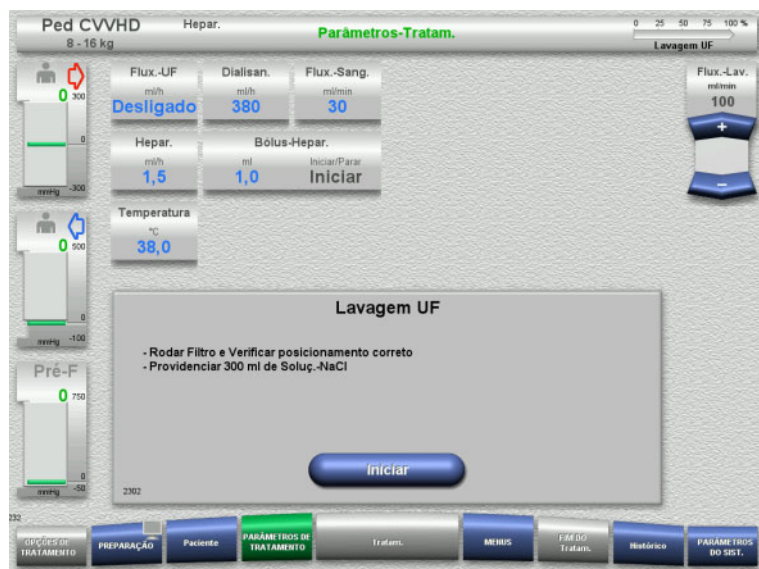 Ped CVVHD
8 - 16 kg
Hepar.
Parâmetros-Tratam.
0 25 50 75 100 %
Lavagem UF
0
300
0
-300
mmHg
Flux.-UF
ml/h
Desligado
Dialisan.
ml/h
380
Flux.-Sang.
ml/min
30
Flux.-Lav.
ml/min
100
+
–
Hepar.
ml/h
1,5
Bólus-Hepar.
ml
1,0
Iniciar/Parar
Iniciar
Temperatura
°C
38,0
0
500
0
-100
mmHg
Pré-F
0
750
0
-50
mmHg
Lavagem UF
- Rodar Filtro e Verificar posicionamento correto
- Providenciar 300 ml de Soluç.-NaCl
Iniciar
2302
232
OPÇÕES DE
TRATAMENTO
PREPARAÇÃO
Paciente
PARÂMETROS DE
TRATAMENTO
Tratam.
MENUS
FIM DO
Tratam.
Histórico
PARÂMETROS
DO SIST.